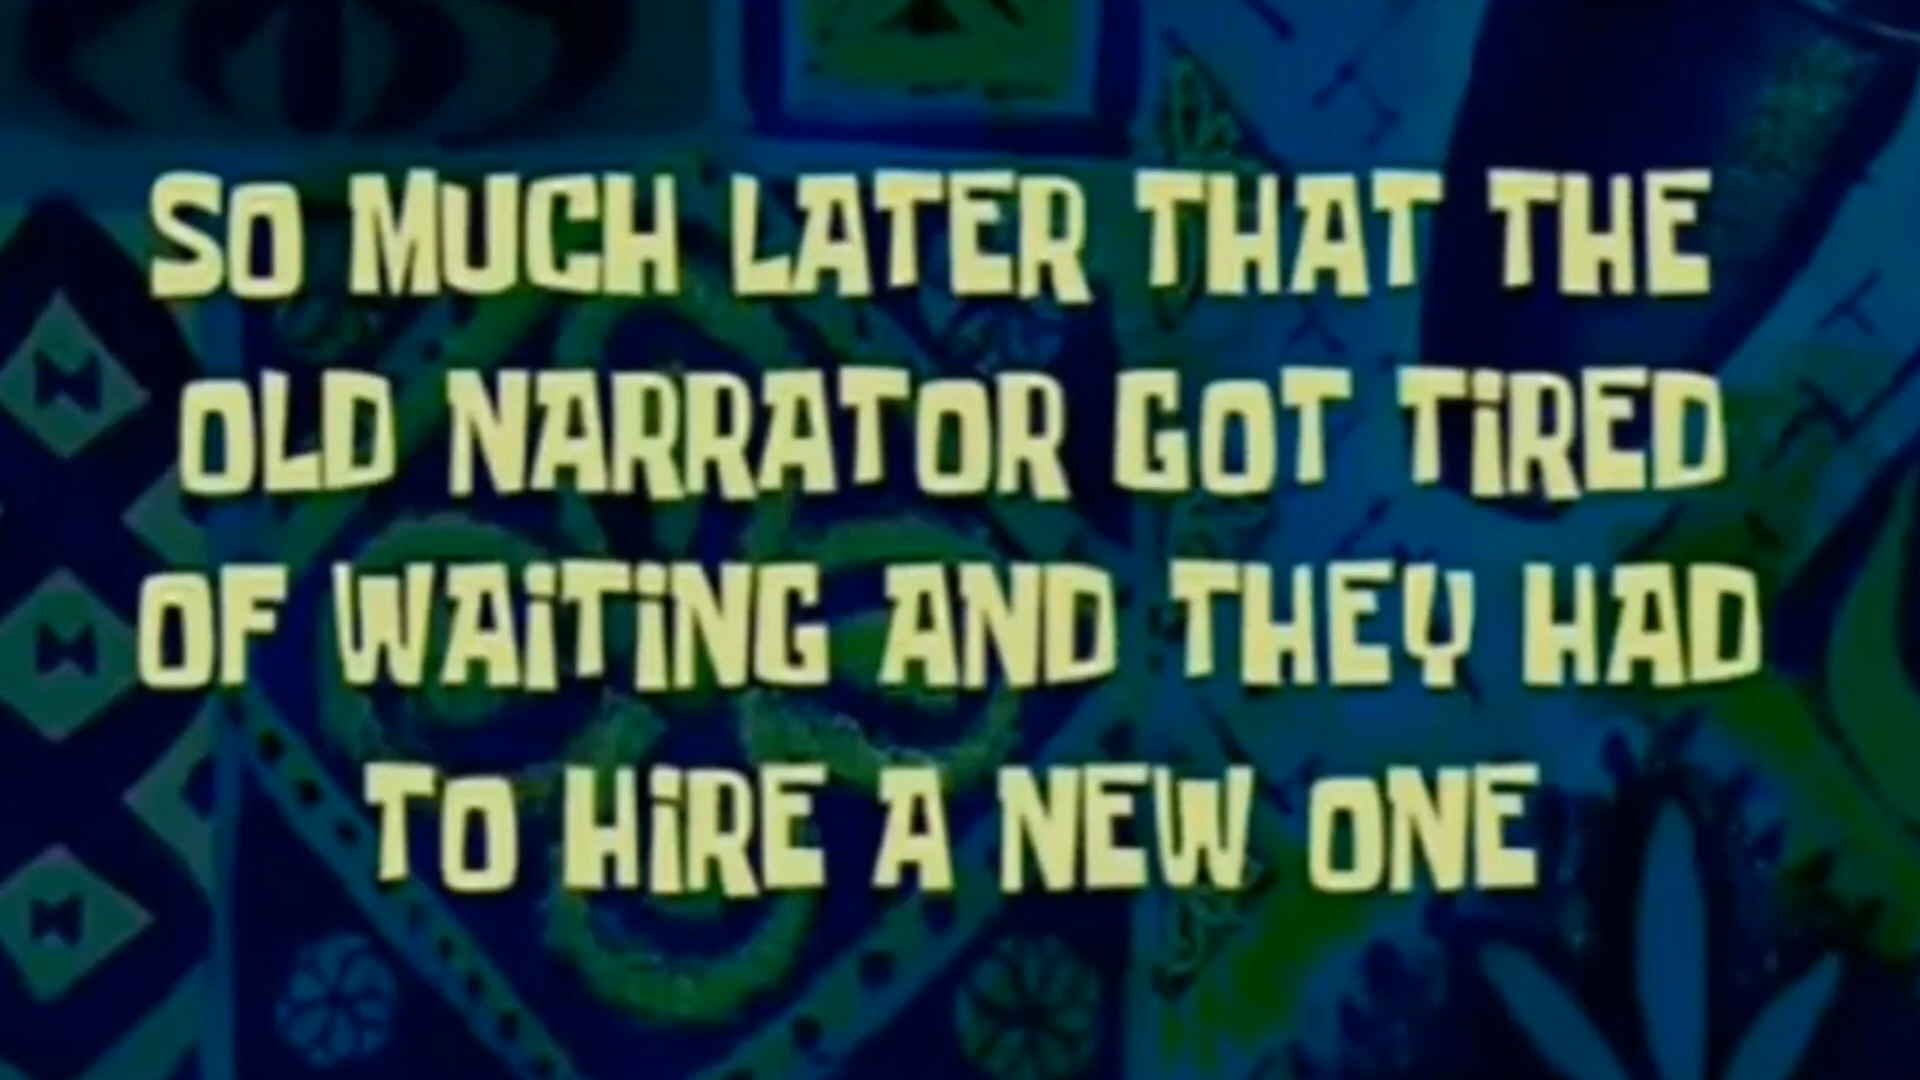 SO MUCH LATER THAT THE
OLD NARRATOR GOT TIRED
OF WAITING AND THEY HAD
TO HIRE A NEW ONE